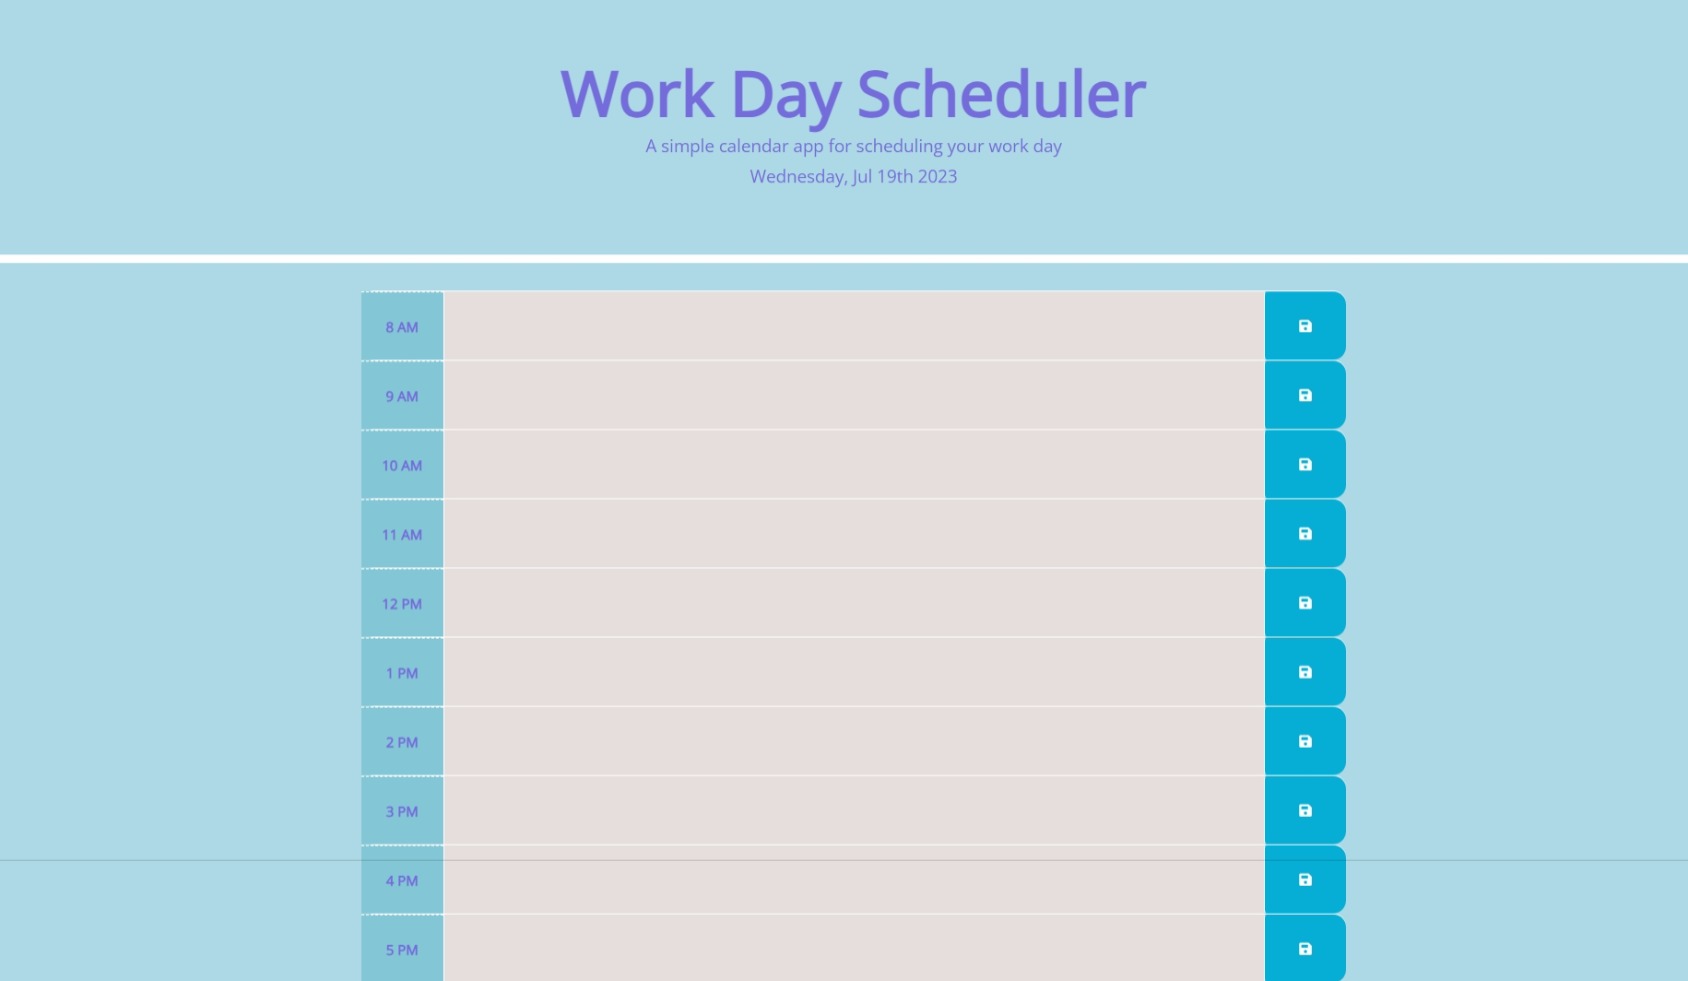 Work Day Scheduler
A simple calendar app for scheduling your work day
Wednesday, Jul 19th 2023
8 AM
9 AM
10 AM
11 AM
12 PM
1 PM
2 PM
3 PM
4 PM
5 PM